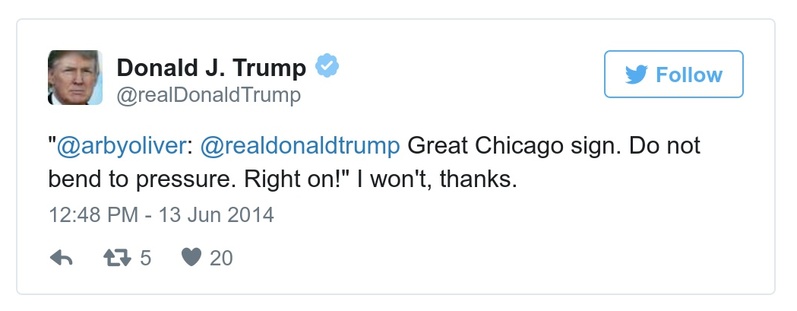 Donald J. Trump
@realDonaldTrump
Follow
"@arbyoliver: @realdonaldtrump Great Chicago sign. Do not
bend to pressure. Right on!" I won't, thanks.
12:48 PM - 13 Jun 2014
5 20